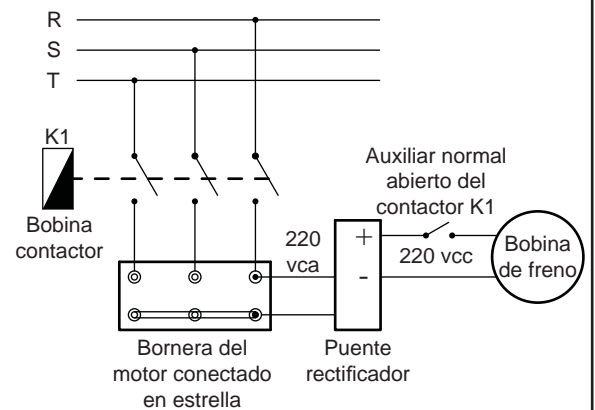 R
S
T
K1
Bobina
contactor
Auxiliar normal
abierto del
contactor K1
220
vca
+
-
220 vcc
Bobina
de freno
Bornera del
motor conectado
en estrella
Puente
rectificador